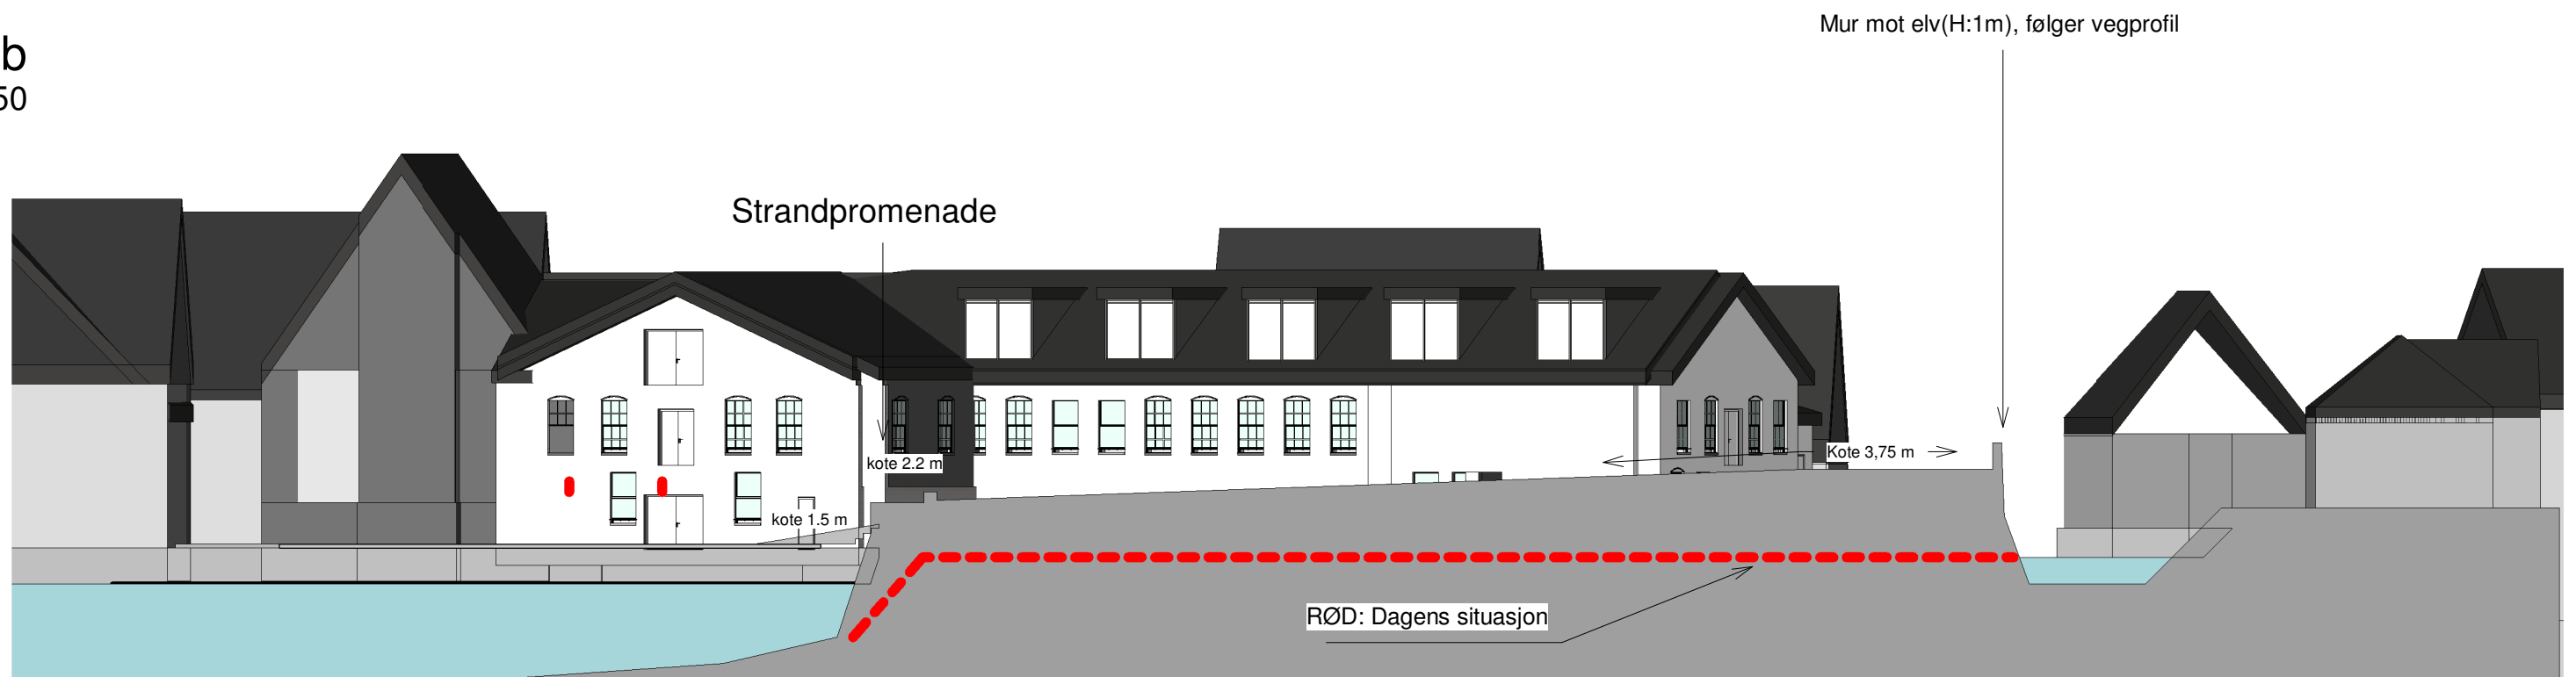 b
50
Mur mot elv(H:1m), følger vegprofil
Strandpromenade
kote 2.2 m
Kote 3,75 m
kote 1.5 m
RØD: Dagens situasjon